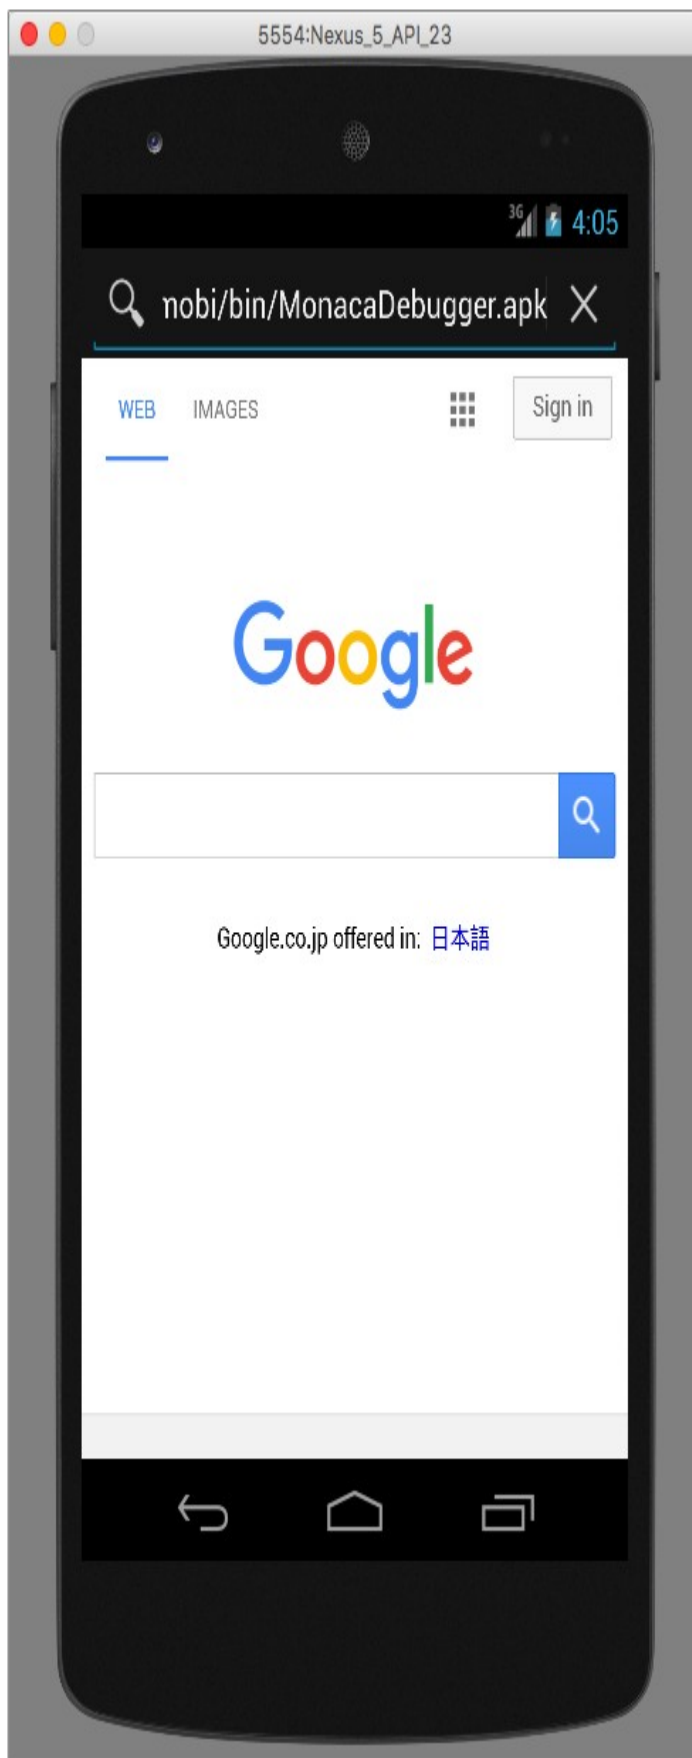 5554:Nexus_5_API_23
3G 4:05
mobi/bin/MonacaDebugger.apk
WEB IMAGES Sign in
Google
Google.co.jp offered in: 日本語